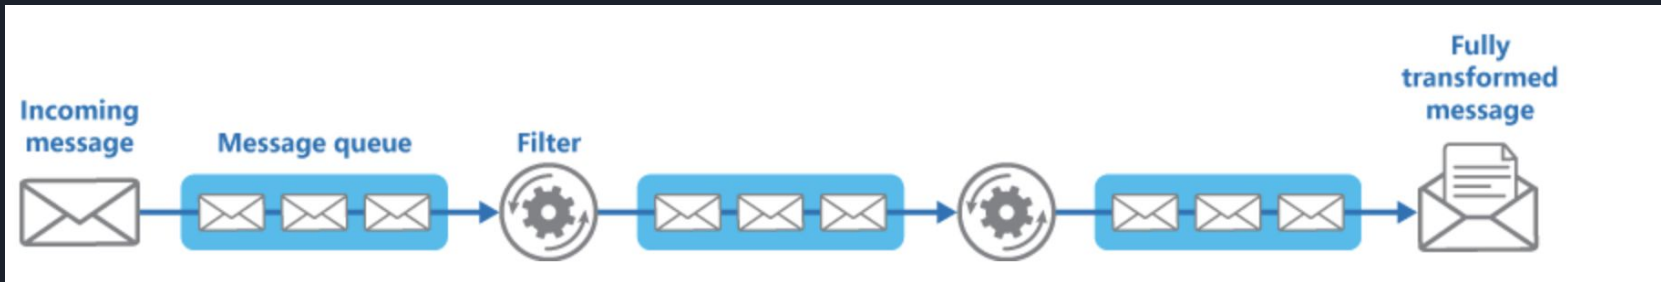 Incoming
message
Message queue
Filter
Fully
transformed
message